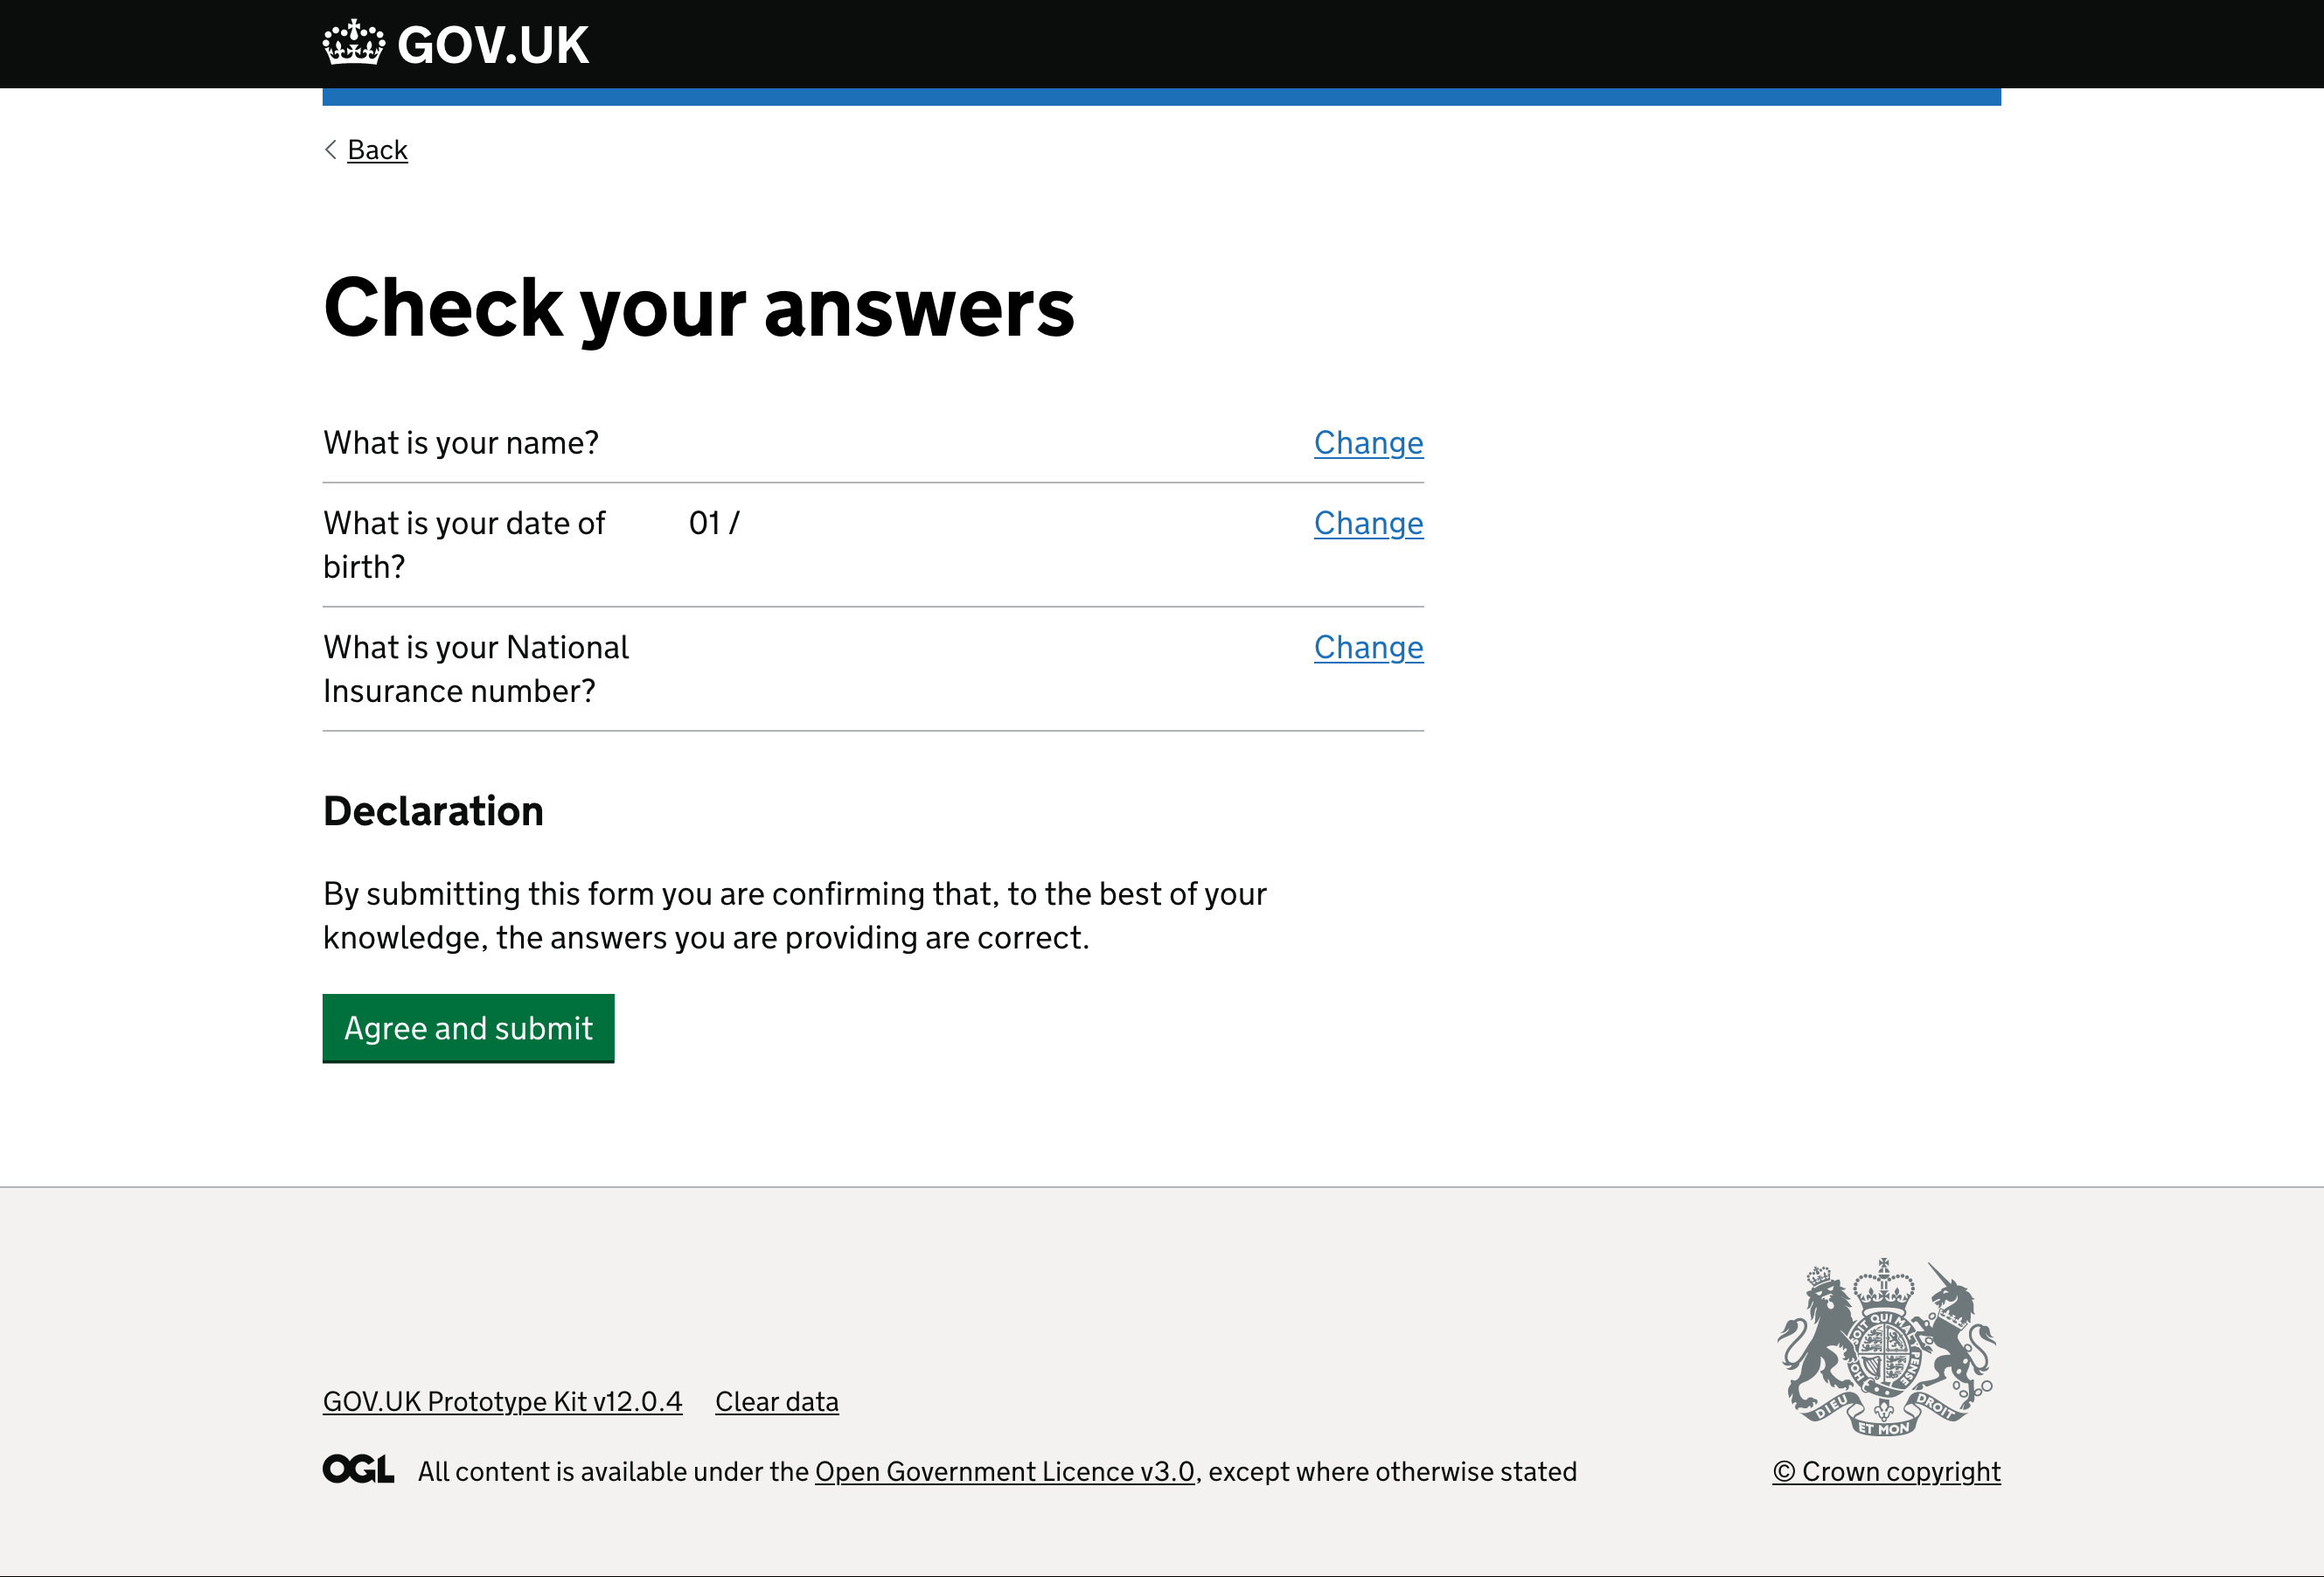 GOV.UK
Back
Check your answers
What is your name? Change
What is your date of 01 / Change
birth?
What is your National Change
Insurance number?
Declaration
By submitting this form you are confirming that, to the best of your
knowledge, the answers you are providing are correct.
Agree and submit
GOV.UK Prototype Kit v12.0.4 Clear data
OGL All content is available under the Open Government Licence v3.0, except where otherwise stated
DIEU ET MON DROIT
© Crown copyright